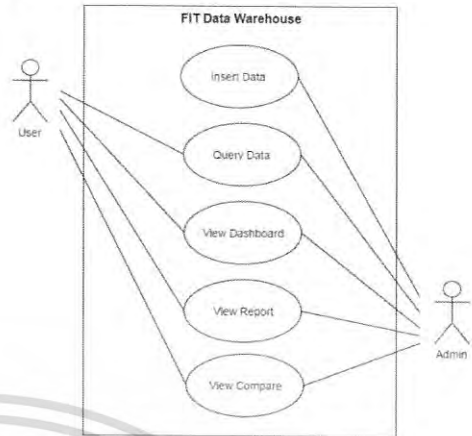 FIT Data Warehouse
Insert Data
User
Query Data
View Dashboard
View Report
Admin
View Compare